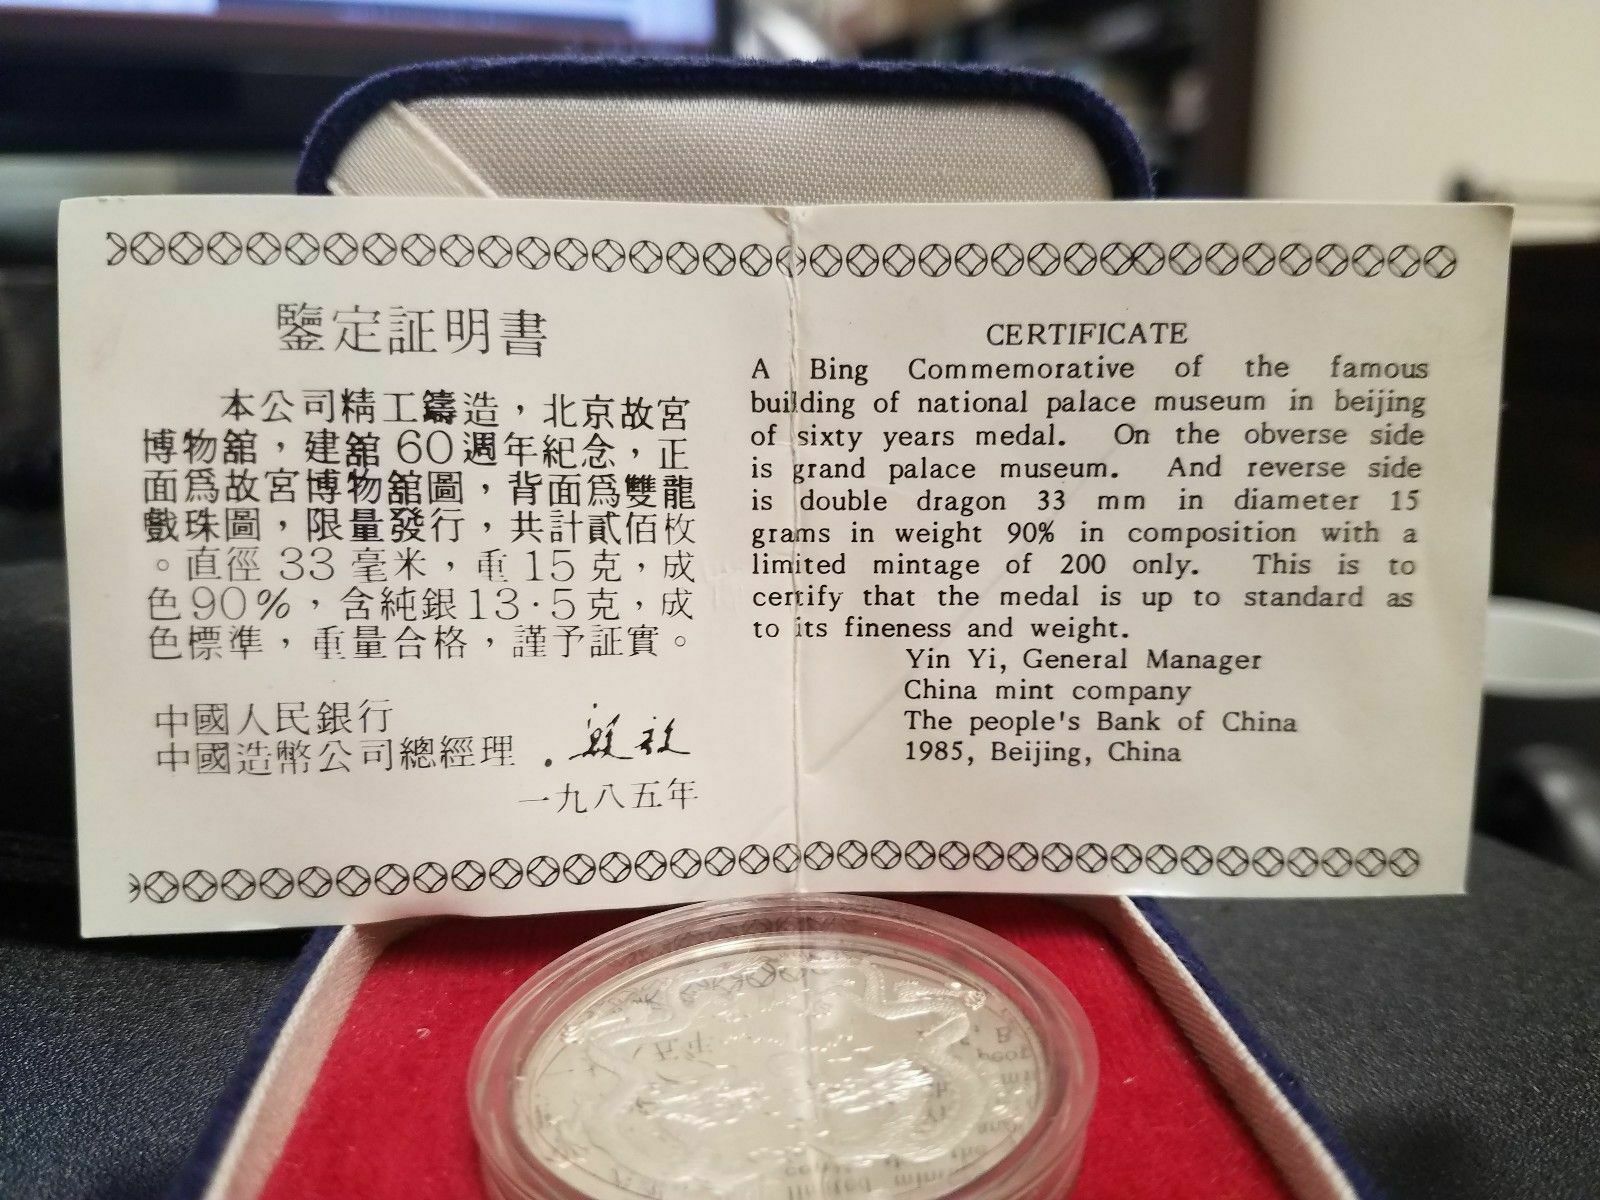 鑒定証明書
本公司精工鑄造，北京故宮
博物舘，建舘60週年紀念，正
面爲故宮博物舘圖，背面爲雙龍
戲珠圖，限量發行，共計貳佰枚
。直徑33毫米，重15克，成
色90%，含純銀13·5克，成
色標準，重量合格，謹予証實。
中國人民銀行
中國造幣公司總經理
一九八五年
CERTIFICATE
A Bing Commemorative of the famous
building of national palace museum in beijing
of sixty years medal. On the obverse side
is grand palace museum. And reverse side
is double dragon 33 mm in diameter 15
grams in weight 90% in composition with a
limited mintage of 200 only. This is to
certify that the medal is up to standard as
to its fineness and weight.
Yin Yi, General Manager
China mint company
The people's Bank of China
1985, Beijing, China